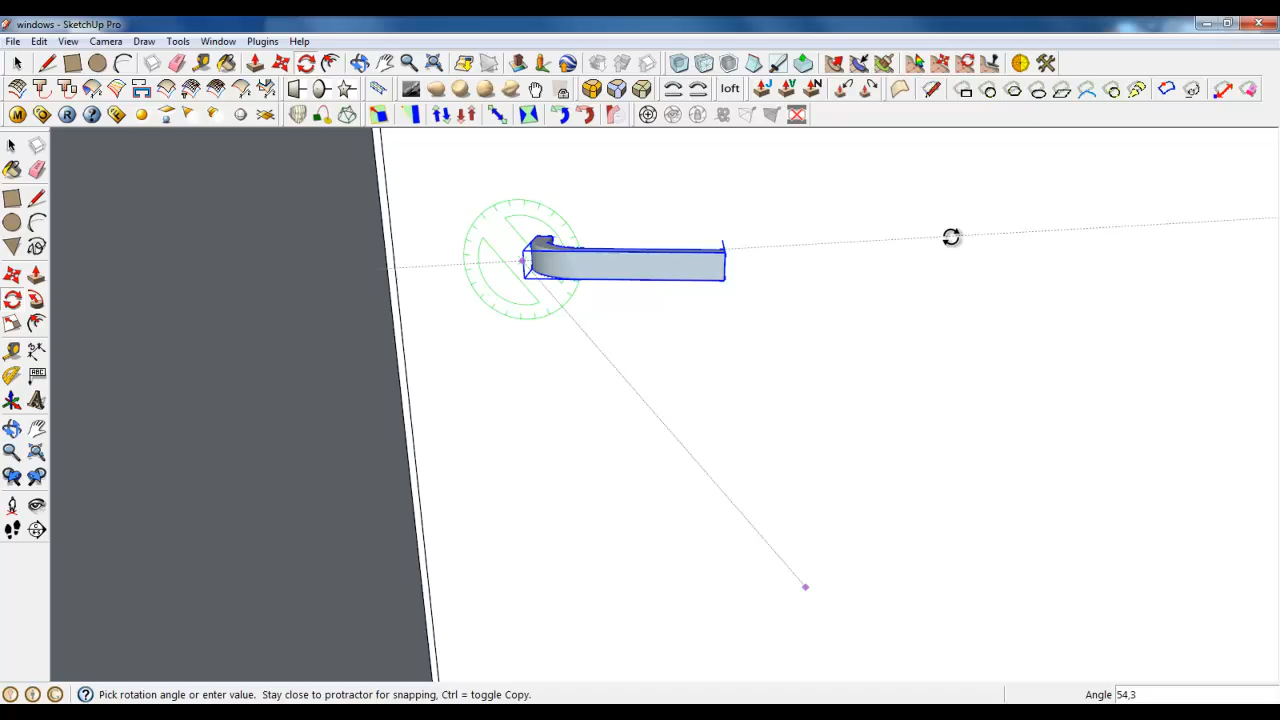 windows - SketchUp Pro
File Edit View Camera Draw Tools Window Plugins Help
loft
M R ?
ABC
Pick rotation angle or enter value. Stay close to protractor for snapping, Ctrl = toggle Copy.
Angle 54,3